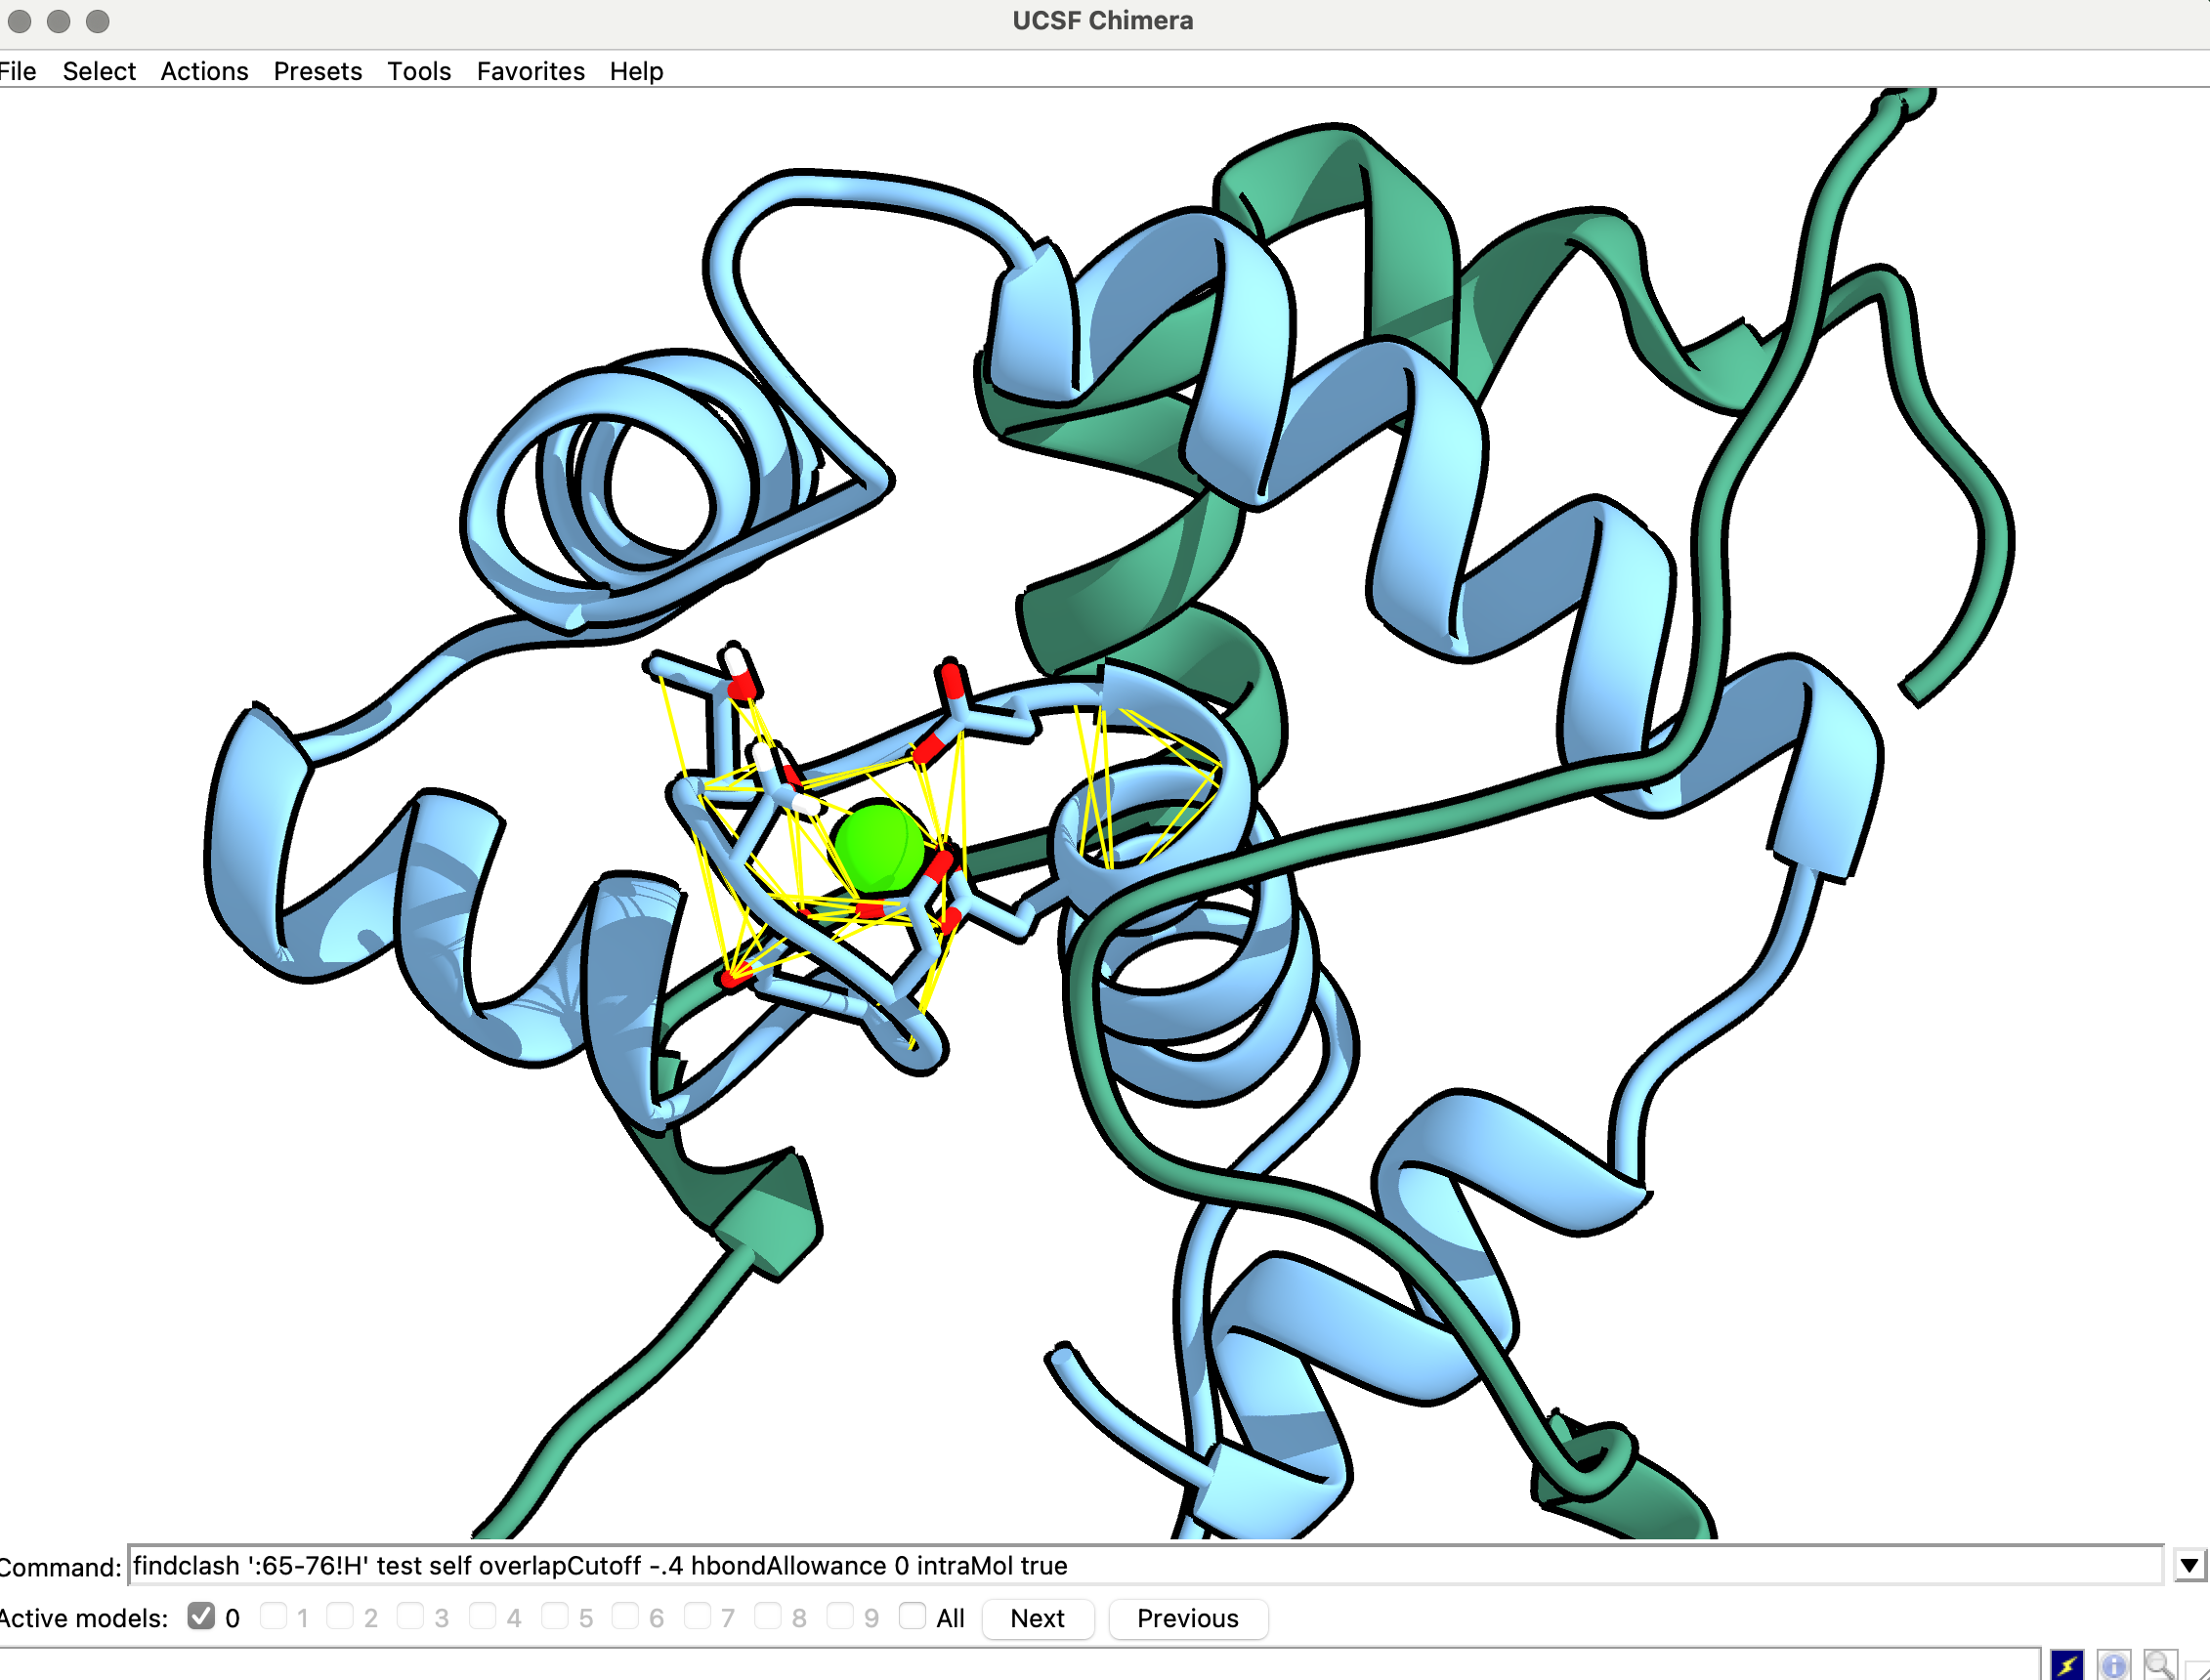 UCSF Chimera
File Select Actions Presets Tools Favorites Help
Command: findclash ':65-76!H' test self overlapCutoff -.4 hbondAllowance 0 intraMol true
Active models: 0 1 2 3 4 5 6 7 8 9 All Next Previous